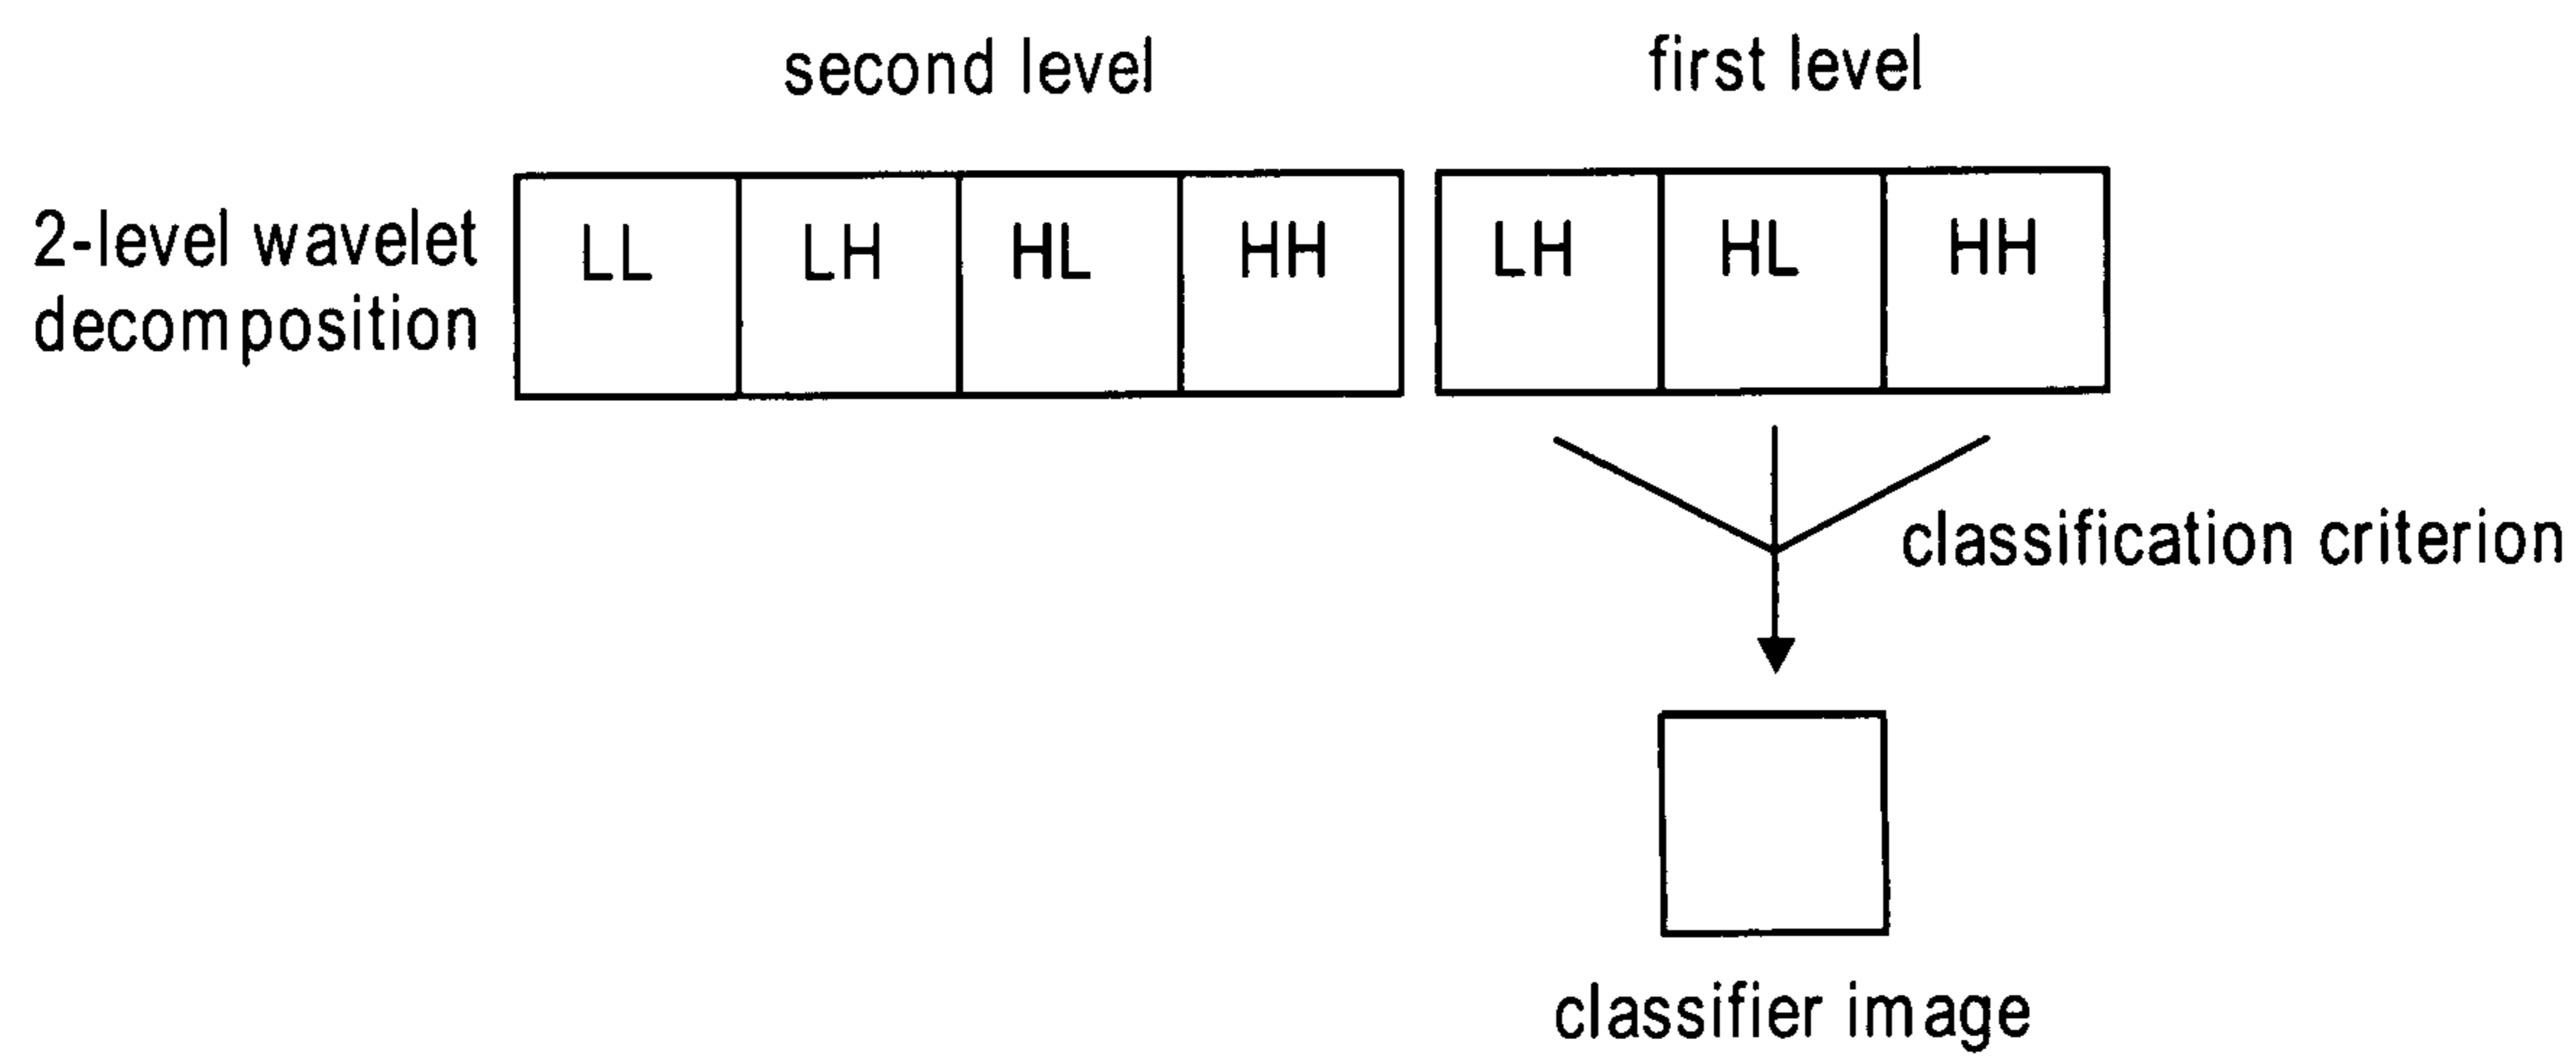 second level
first level
2-level wavelet
decomposition
LL
LH
HL
HH
LH
HL
HH
classification criterion
classifier image